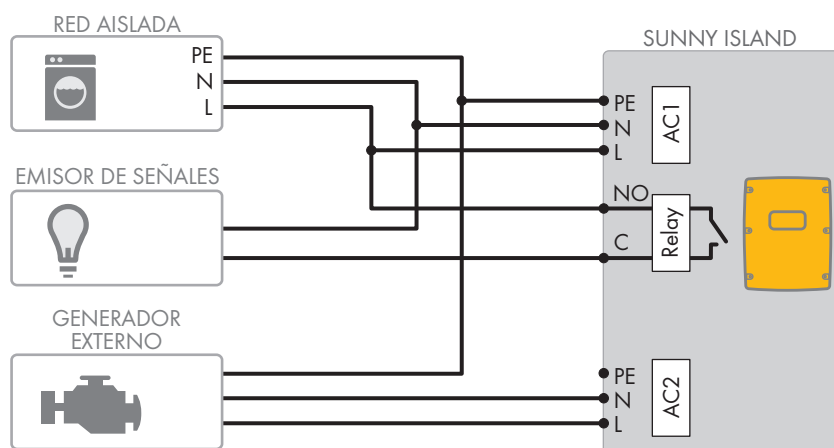 RED AISLADA
PE
N
L
SUNNY ISLAND
PE
N
L
AC1
EMISOR DE SEÑALES
NO
C
Relay
GENERADOR
EXTERNO
PE
N
L
AC2